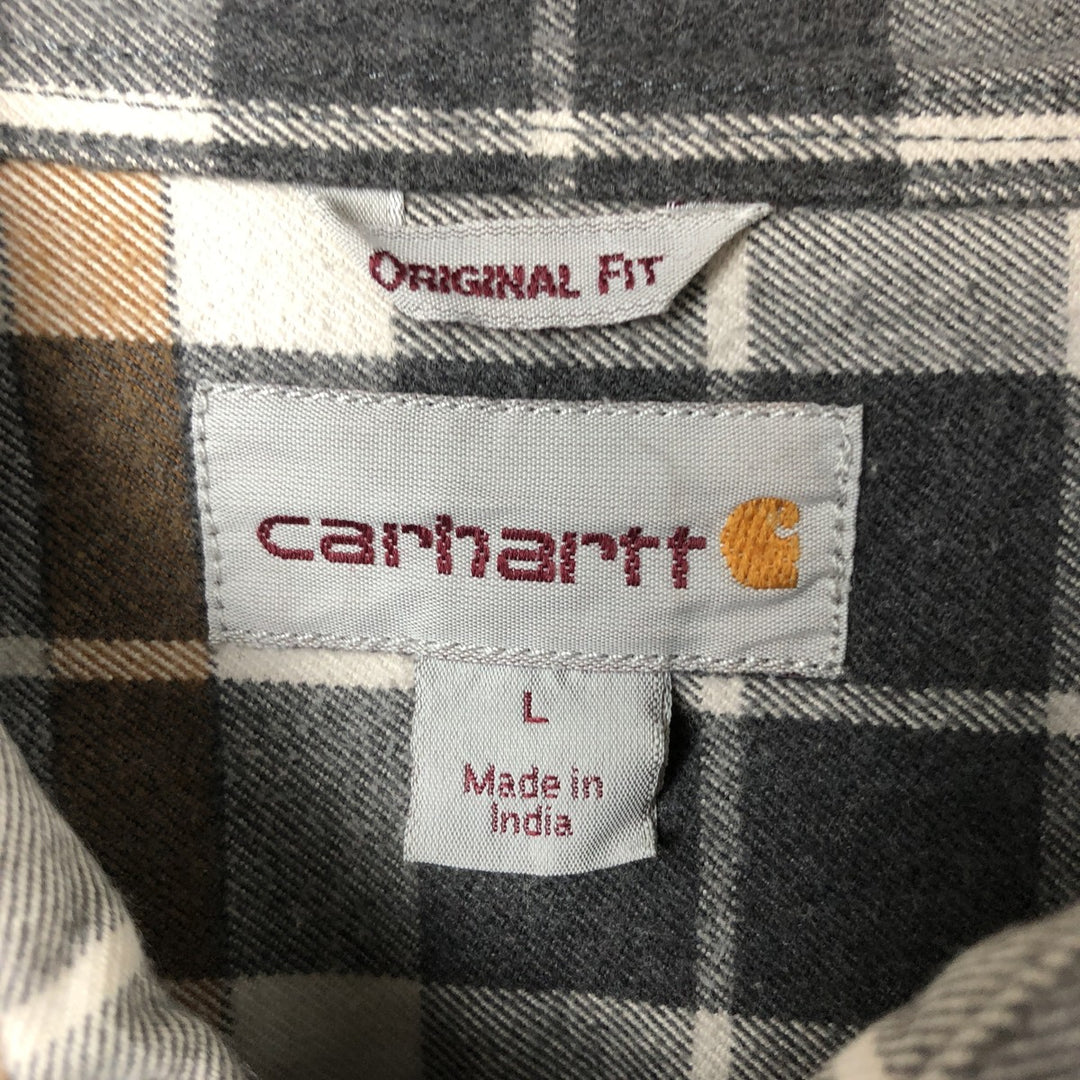 ORIGINAL FIT
carhartt
L
Made in
India